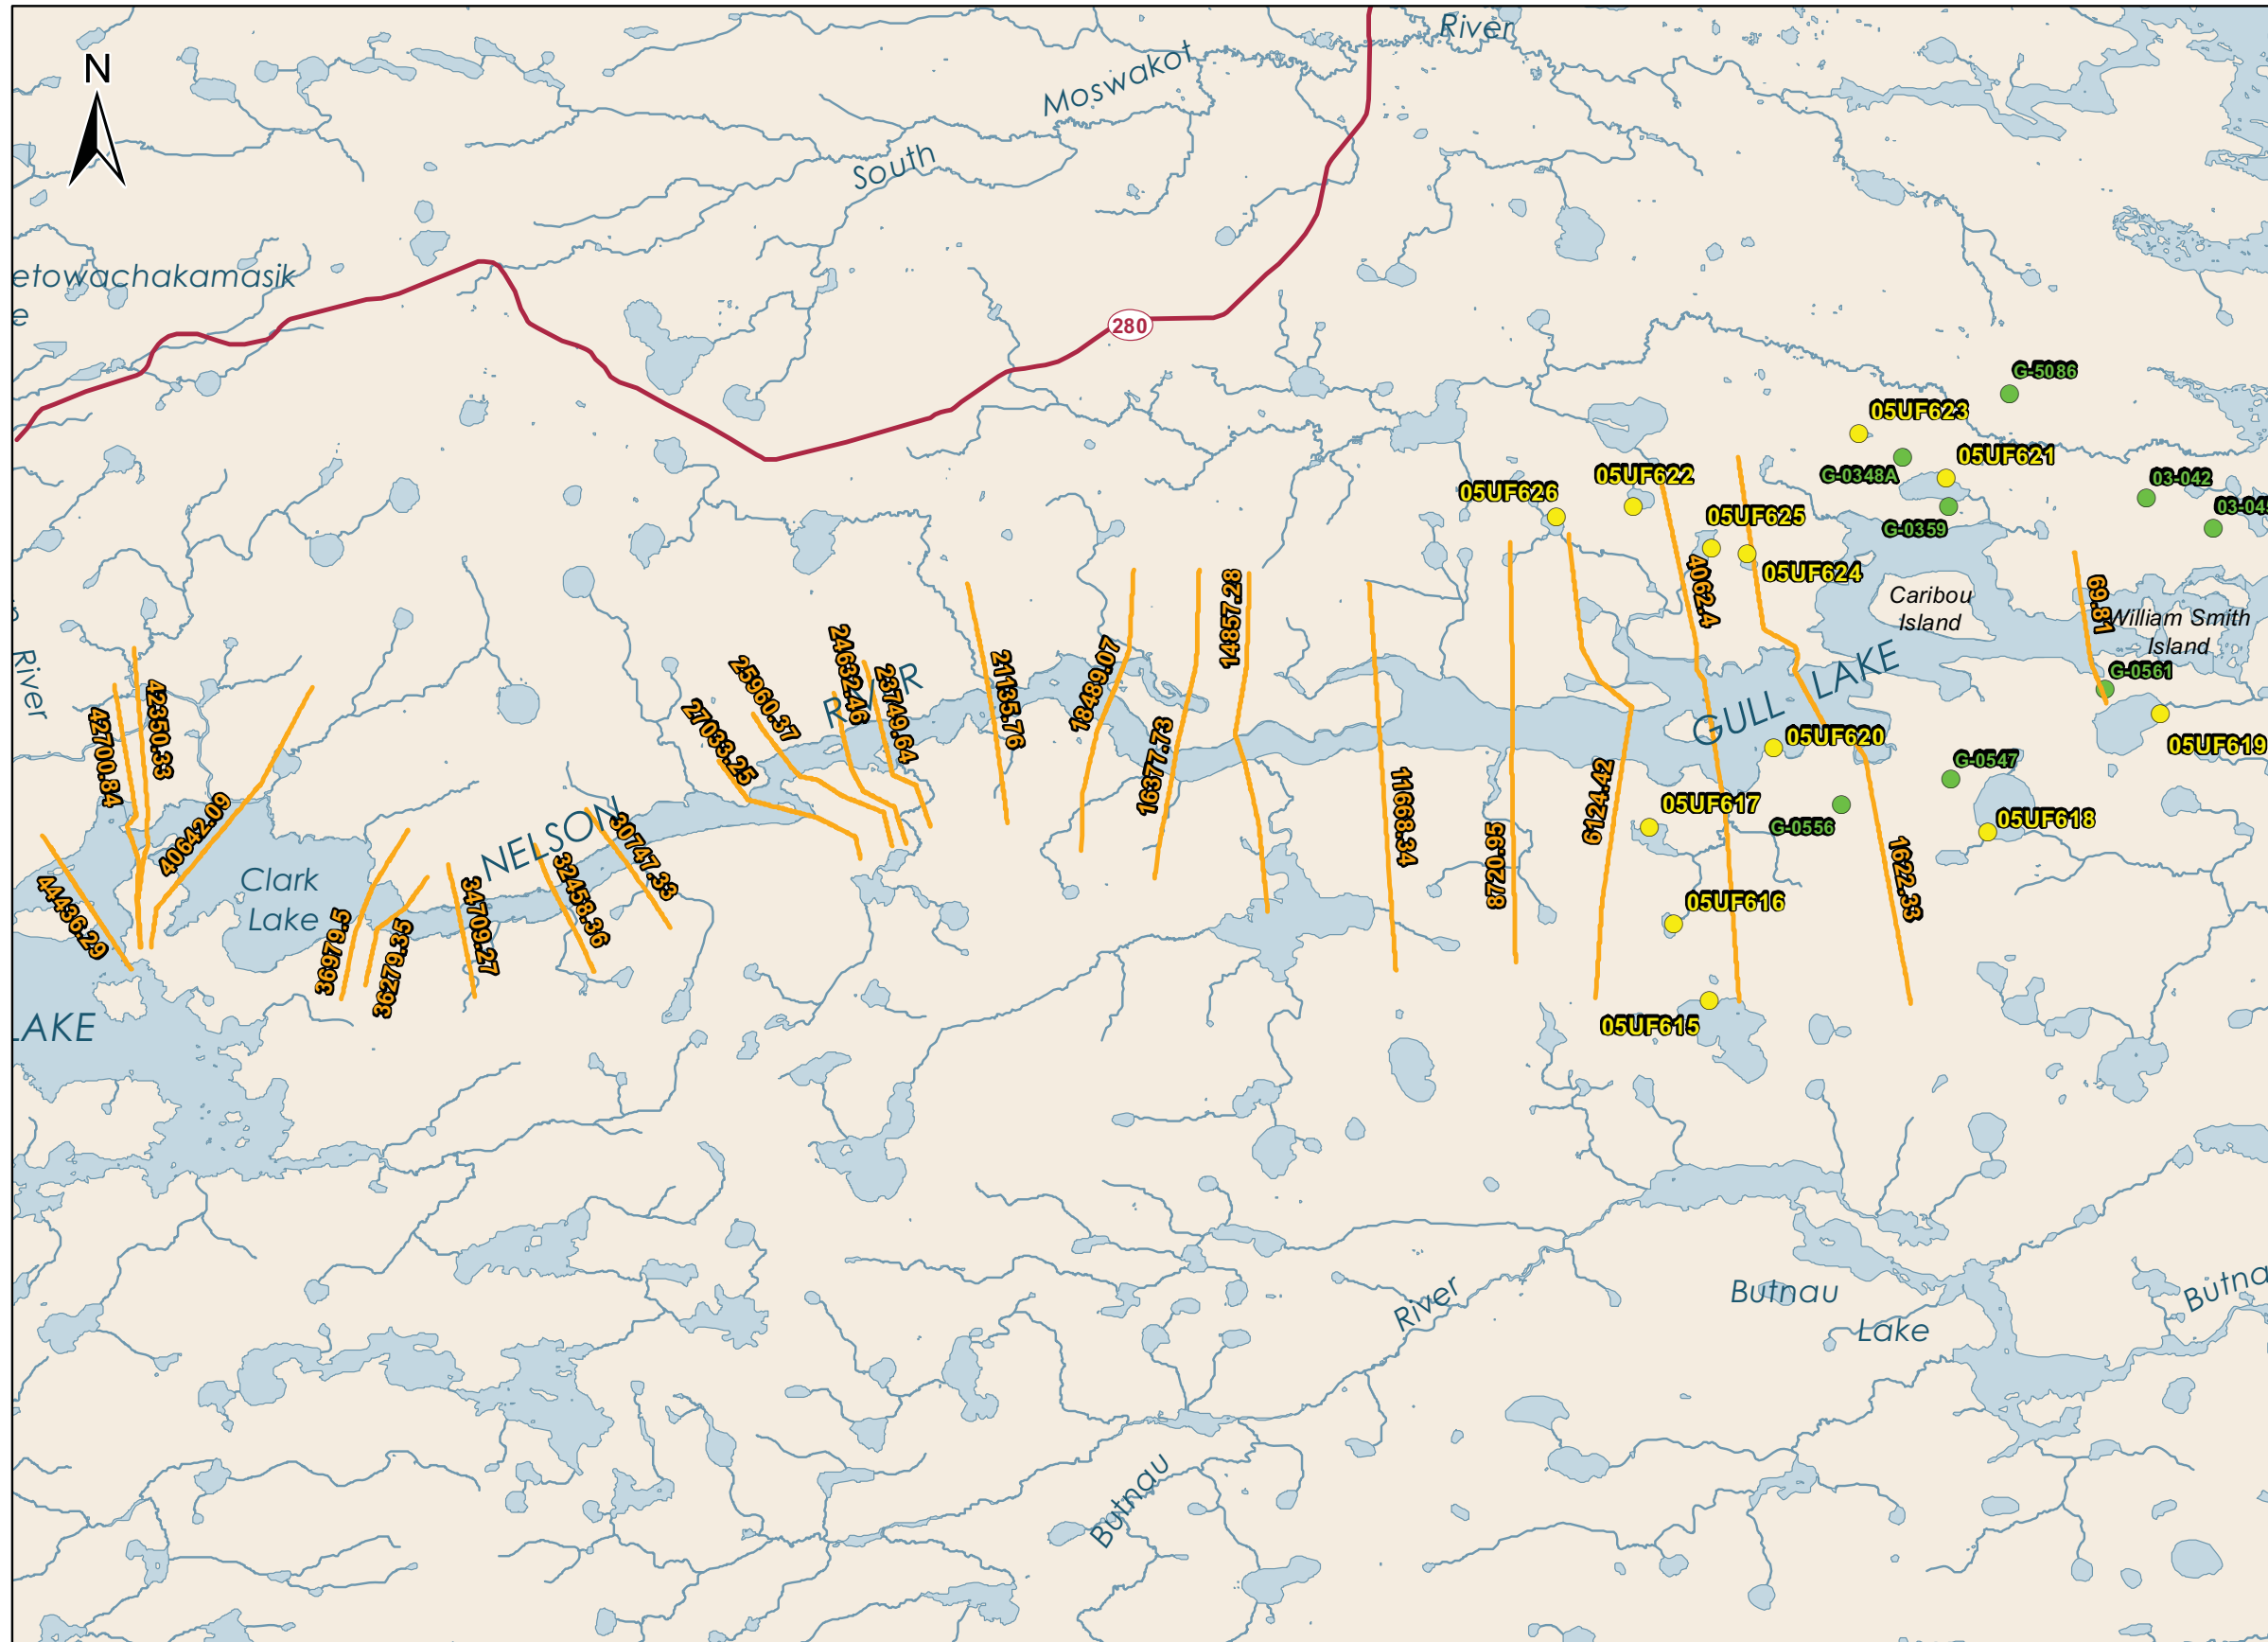 N
River
Moswakot
South
etowachakamasik
e
280
G-5086
05UF623
05UF621
G-0348A
05UF622
05UF626
03-042
G-0359
05UF625
05UF624
4062.4
Caribou
Island
69.81
William Smith
Island
G-0561
River
42700.84
42350.33
40642.09
44436.29
Clark
Lake
LAKE
36979.5
36279.35
34709.27
NELSON
32458.36
30747.33
27033.25
25960.37
24632.46
23749.64
21135.76
18489.07
16377.73
14857.28
11668.34
8720.95
6124.42
GULL LAKE
05UF620
05UF619
G-0547
05UF617
G-0556
05UF618
1622.33
05UF616
05UF615
River
Butnau
Lake
Butna
Butnau